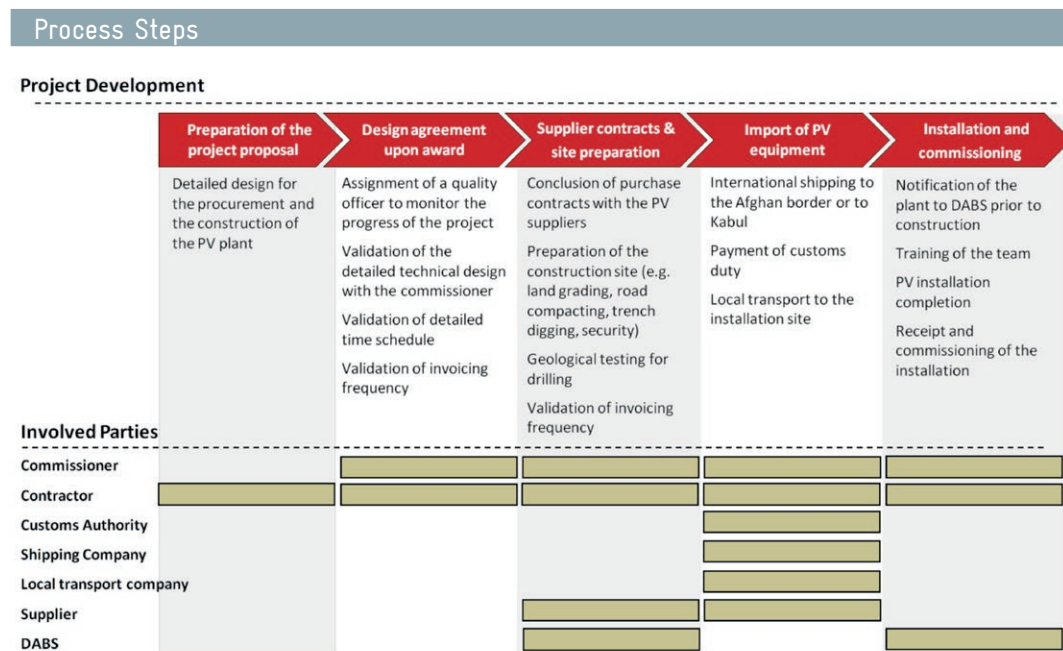 Process Steps
Project Development
Preparation of the
project proposal
Design agreement
upon award
Supplier contracts &
site preparation
Import of PV
equipment
Installation and
commissioning
Detailed design for
the procurement and
the construction of
the PV plant
Assignment of a quality
officer to monitor the
progress of the project
Validation of the
detailed technical design
with the commissioner
Validation of detailed
time schedule
Validation of invoicing
frequency
Conclusion of purchase
contracts with the PV
suppliers
Preparation of the
construction site (e.g.
land grading, road
compacting, trench
digging, security)
Geological testing for
drilling
Validation of invoicing
frequency
International shipping to
the Afghan border or to
Kabul
Payment of customs
duty
Local transport to the
installation site
Notification of the
plant to DABS prior to
construction
Training of the team
PV installation
completion
Receipt and
commissioning of the
installation
Involved Parties
Commissioner
Contractor
Customs Authority
Shipping Company
Local transport company
Supplier
DABS